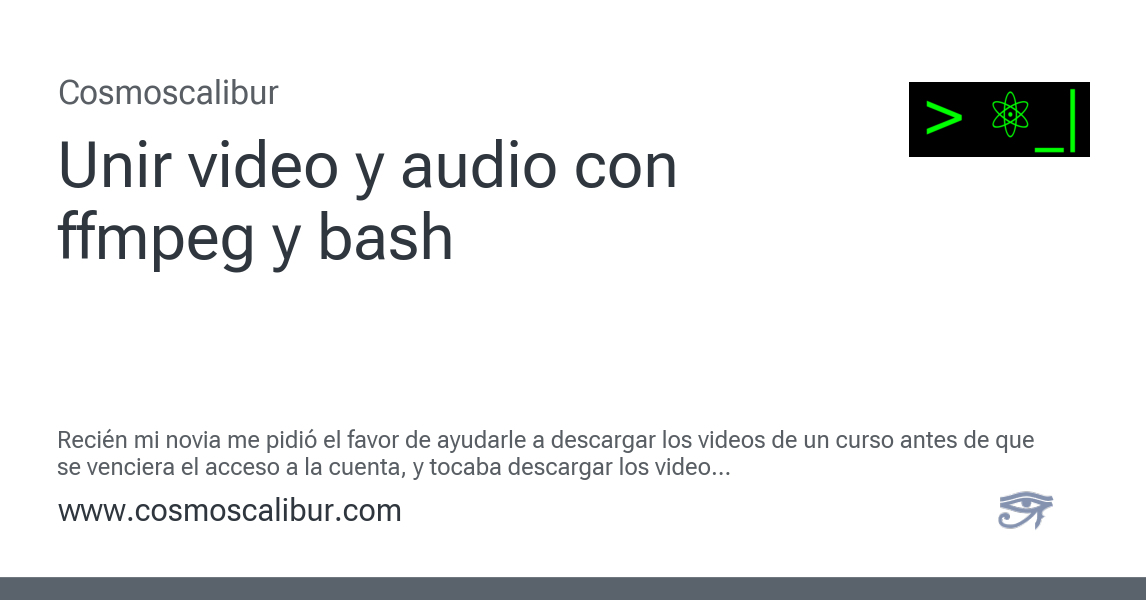 Cosmoscalibur
> _|
Unir video y audio con
ffmpeg y bash
Recién mi novia me pidió el favor de ayudarle a descargar los videos de un curso antes de que
se venciera el acceso a la cuenta, y tocaba descargar los video...
www.cosmoscalibur.com